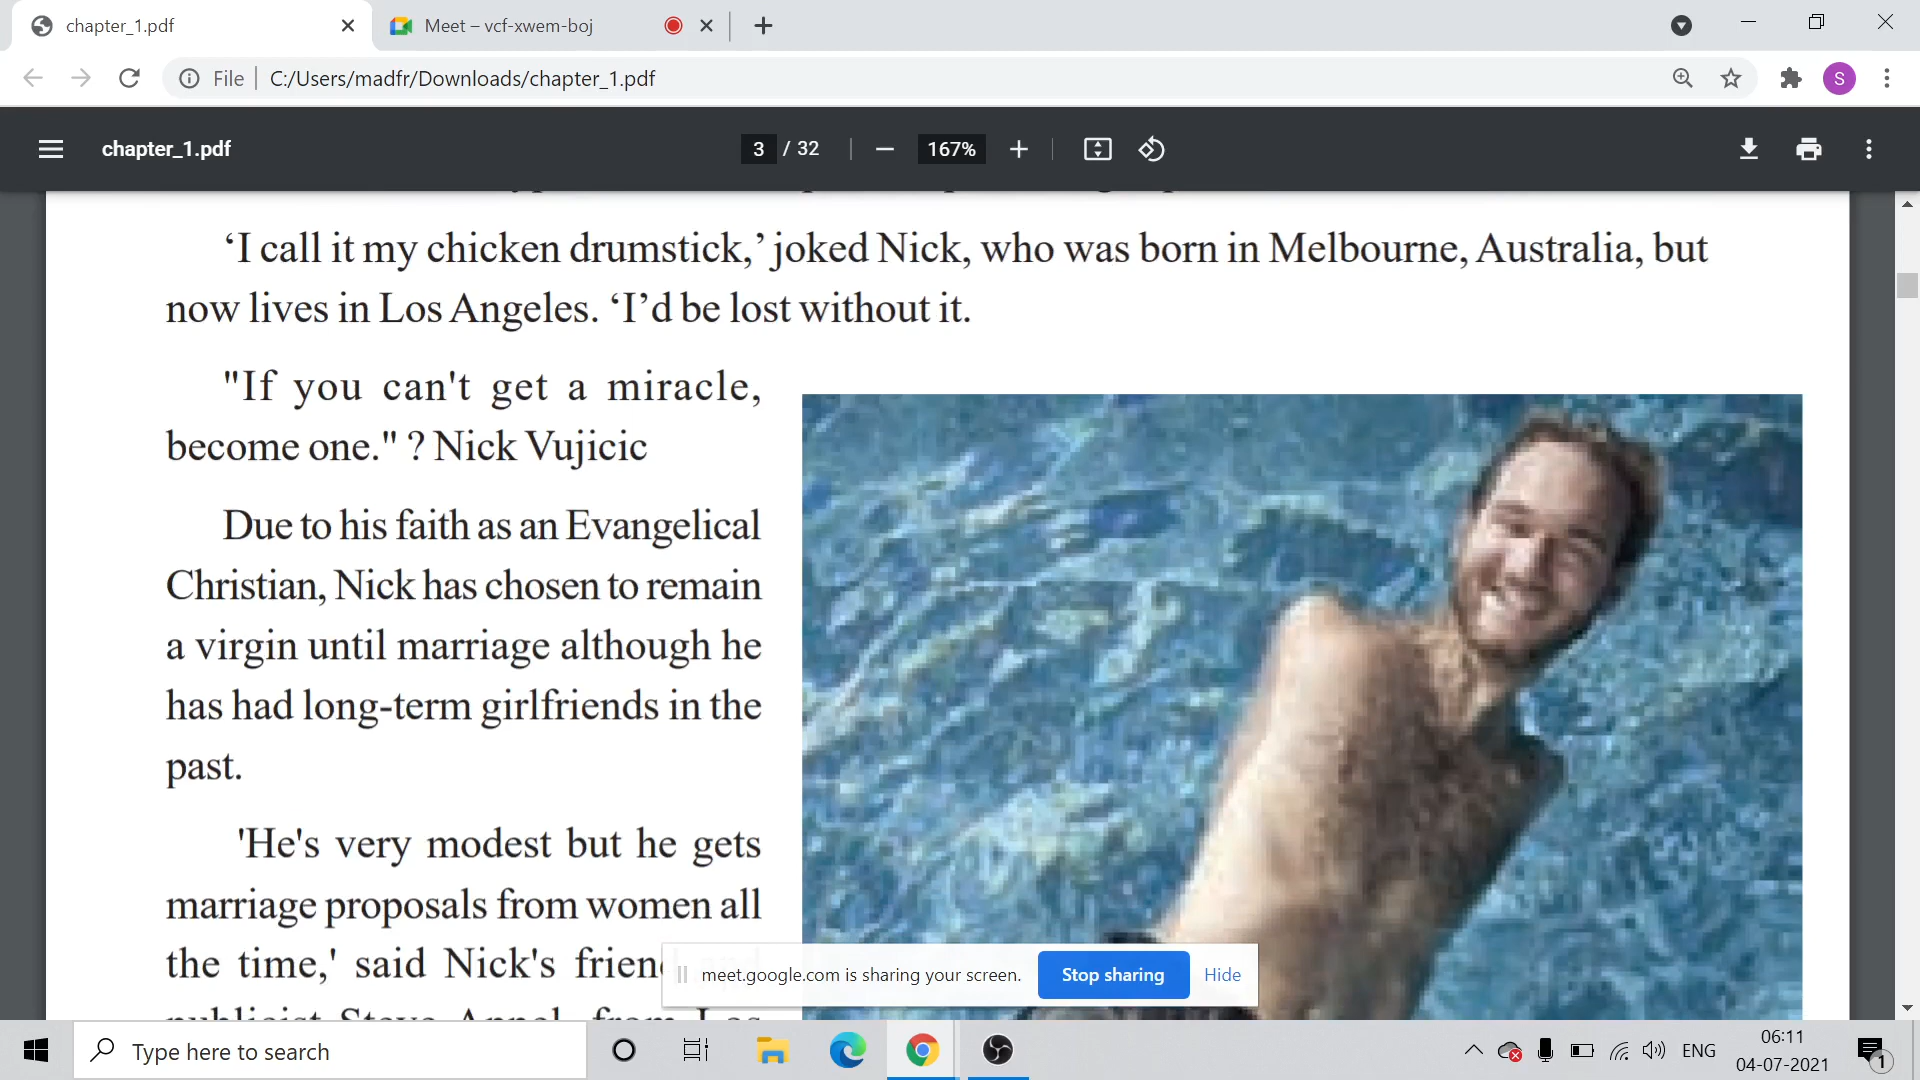 chapter_1.pdf
Meet – vcf-xwem-boj
File
C:/Users/madfr/Downloads/chapter_1.pdf
S
chapter_1.pdf
3 / 32
167%
‘I call it my chicken drumstick,’ joked Nick, who was born in Melbourne, Australia, but
now lives in Los Angeles. ‘I’d be lost without it.
"If you can't get a miracle,
become one." ? Nick Vujicic
Due to his faith as an Evangelical
Christian, Nick has chosen to remain
a virgin until marriage although he
has had long-term girlfriends in the
past.
'He's very modest but he gets
marriage proposals from women all
the time,' said Nick's
meet.google.com is sharing your screen.
Stop sharing
Hide
Type here to search
ENG
06:11
04-07-2021
1